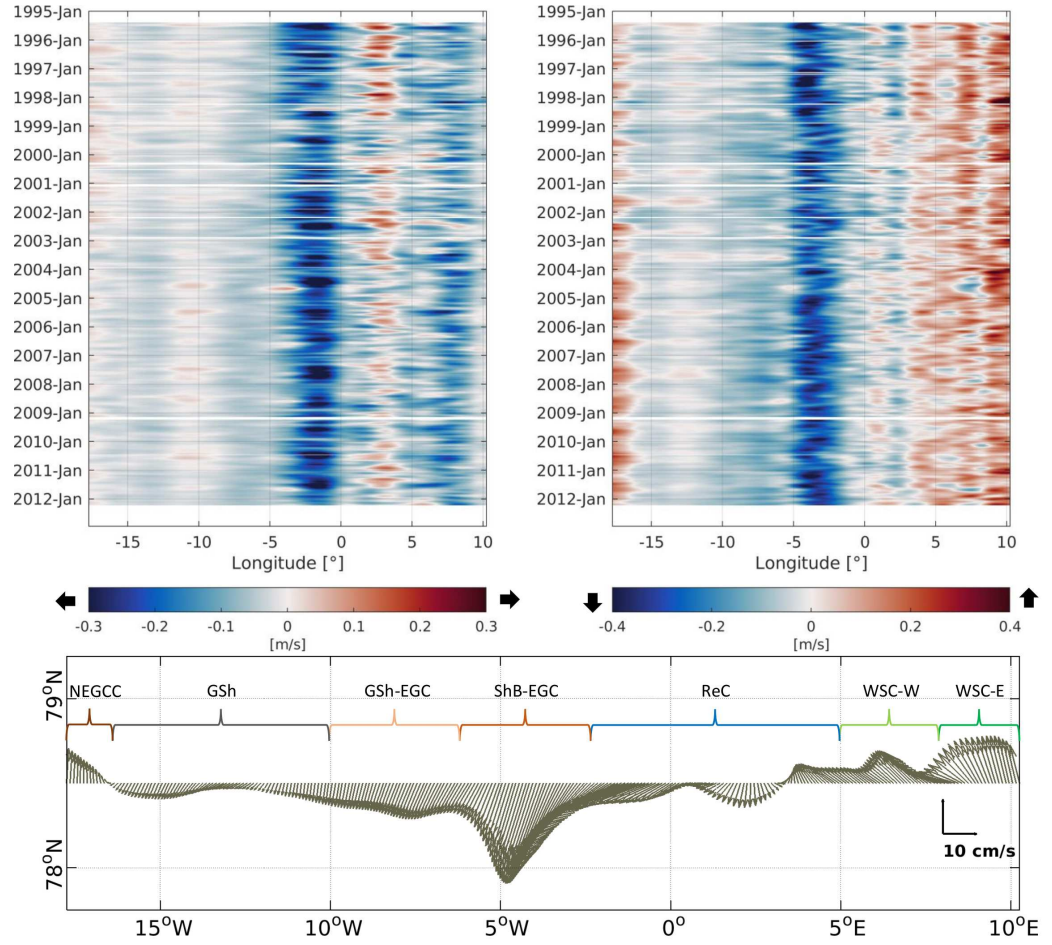 1995-Jan
1996-Jan
1997-Jan
1998-Jan
1999-Jan
2000-Jan
2001-Jan
2002-Jan
2003-Jan
2004-Jan
2005-Jan
2006-Jan
2007-Jan
2008-Jan
2009-Jan
2010-Jan
2011-Jan
2012-Jan
-15 -10 -5 0 5 10
Longitude [°]
-0.3 -0.2 -0.1 0 0.1 0.2 0.3
[m/s]
1995-Jan
1996-Jan
1997-Jan
1998-Jan
1999-Jan
2000-Jan
2001-Jan
2002-Jan
2003-Jan
2004-Jan
2005-Jan
2006-Jan
2007-Jan
2008-Jan
2009-Jan
2010-Jan
2011-Jan
2012-Jan
-15 -10 -5 0 5 10
Longitude [°]
-0.4 -0.2 0 0.2 0.4
[m/s]
79°N
78°N
NEGCC GSh GSh-EGC ShB-EGC ReC WSC-W WSC-E
10 cm/s
15°W 10°W 5°W 0° 5°E 10°E